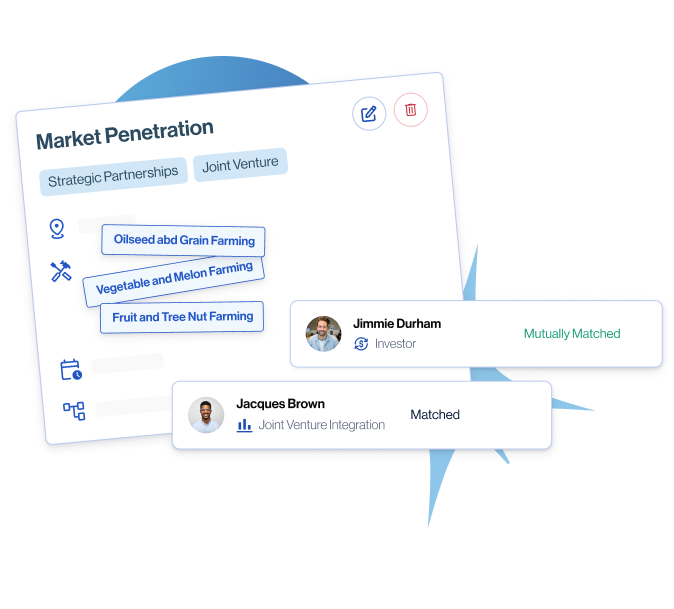 Market Penetration
Strategic Partnerships
Joint Venture
Oilseed abd Grain Farming
Vegetable and Melon Farming
Fruit and Tree Nut Farming
Jimmie Durham
Investor
Mutually Matched
Jacques Brown
Joint Venture Integration
Matched